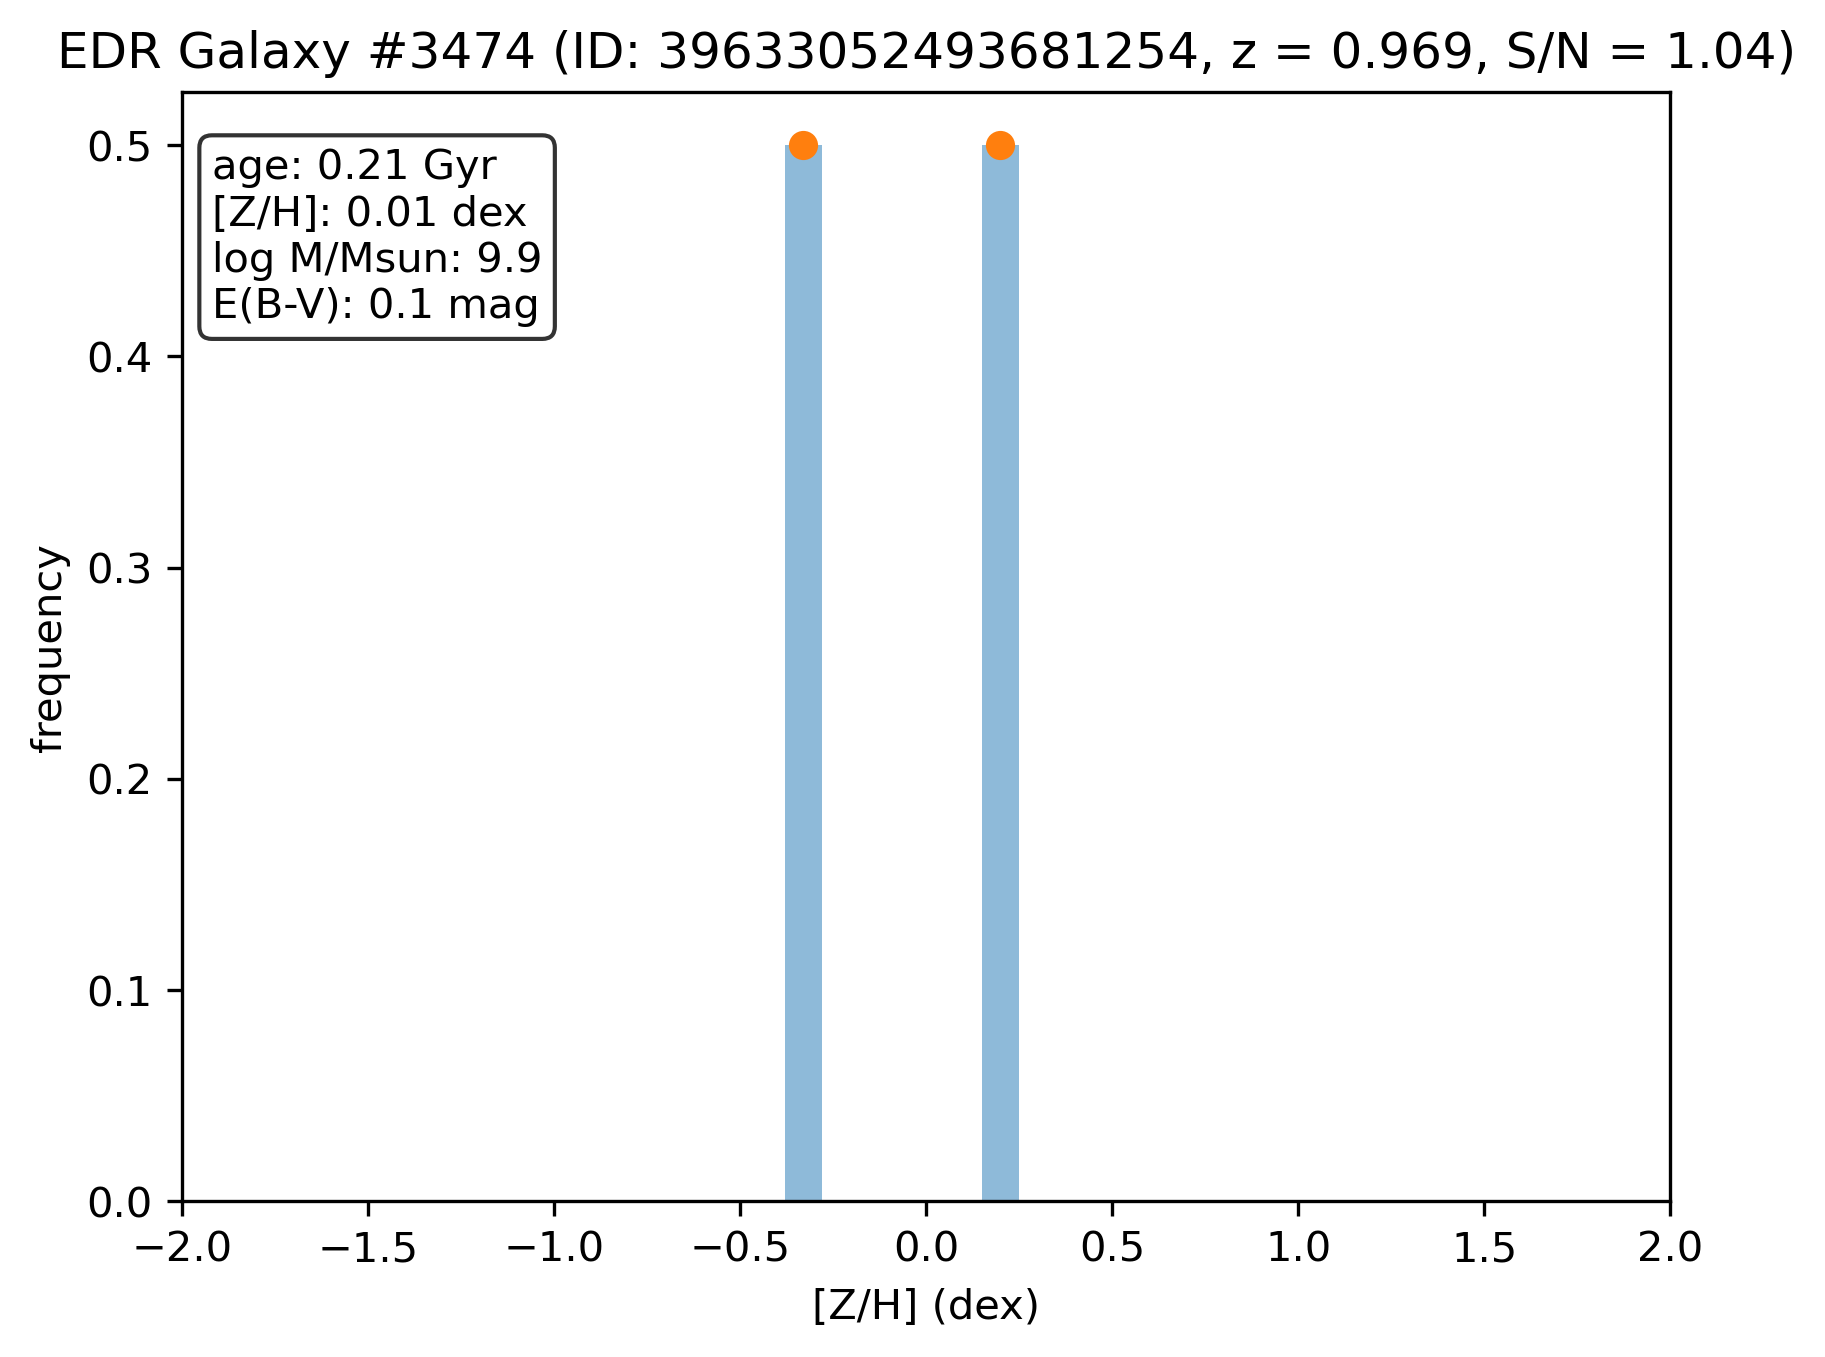 EDR Galaxy #3474 (ID: 39633052493681254, z = 0.969, S/N = 1.04)
age: 0.21 Gyr
[Z/H]: 0.01 dex
log M/Msun: 9.9
E(B-V): 0.1 mag
0.5
0.4
0.3
0.2
0.1
0.0
frequency
−2.0 −1.5 −1.0 −0.5 0.0 0.5 1.0 1.5 2.0
[Z/H] (dex)